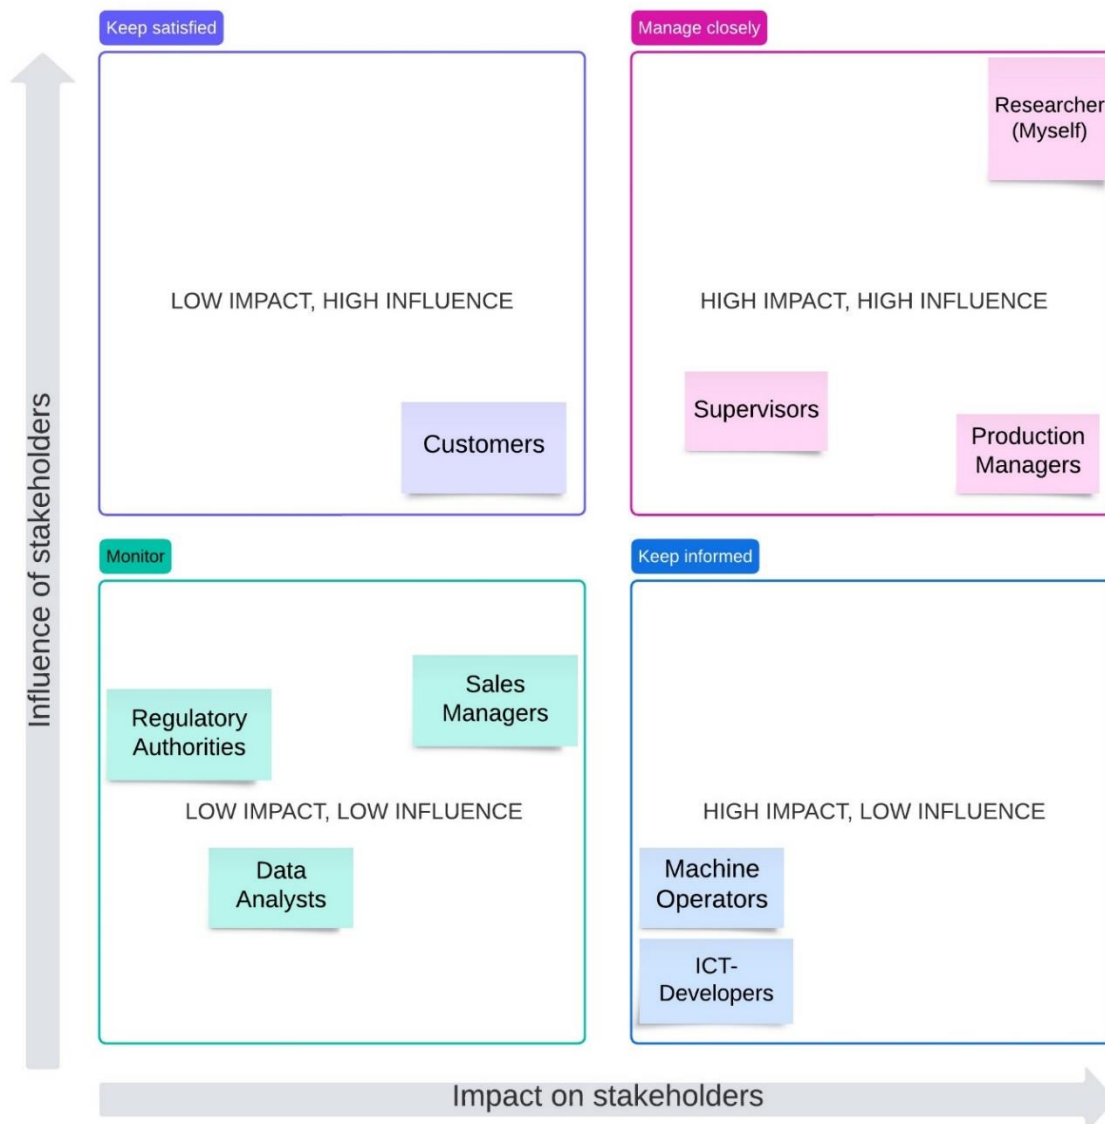 Keep satisfied
Manage closely
Researcher
(Myself)
LOW IMPACT, HIGH INFLUENCE
HIGH IMPACT, HIGH INFLUENCE
Supervisors
Customers
Production
Managers
Influence of stakeholders
Monitor
Keep informed
Sales
Managers
Regulatory
Authorities
LOW IMPACT, LOW INFLUENCE
HIGH IMPACT, LOW INFLUENCE
Data
Analysts
Machine
Operators
ICT-
Developers
Impact on stakeholders